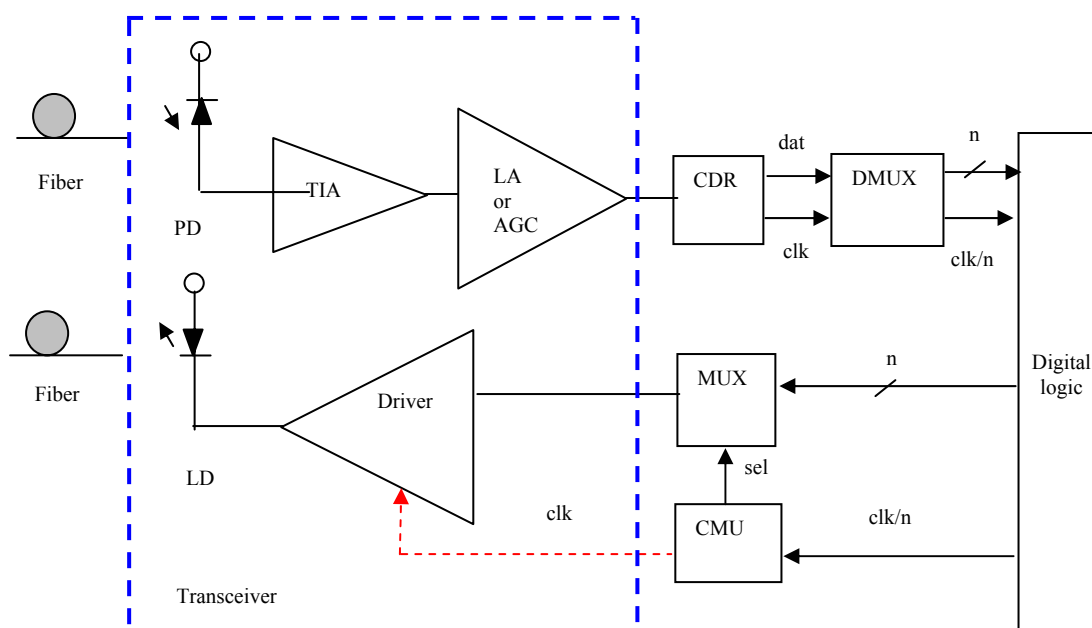 Fiber
PD
TIA
LA
or
AGC
CDR
dat
clk
DMUX
n
clk/n
Fiber
LD
Driver
MUX
n
Digital
logic
sel
clk
CMU
clk/n
Transceiver